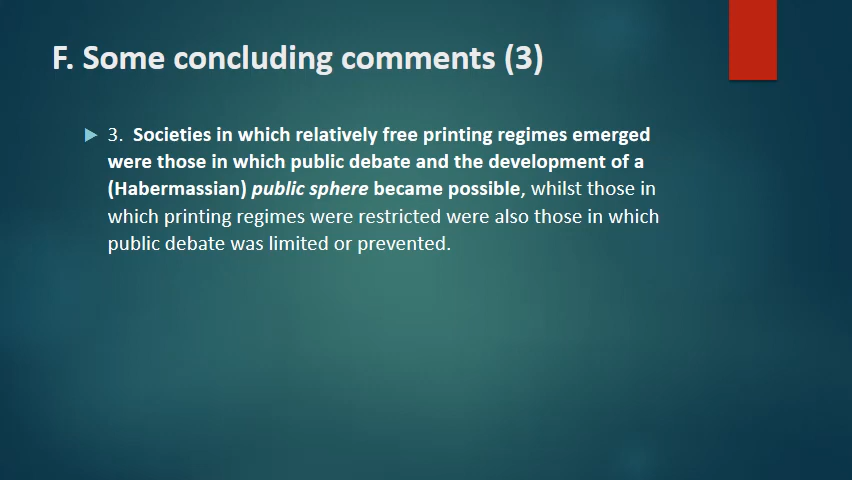 F. Some concluding comments (3)
3. Societies in which relatively free printing regimes emerged
were those in which public debate and the development of a
(Habermassian) public sphere became possible, whilst those in
which printing regimes were restricted were also those in which
public debate was limited or prevented.